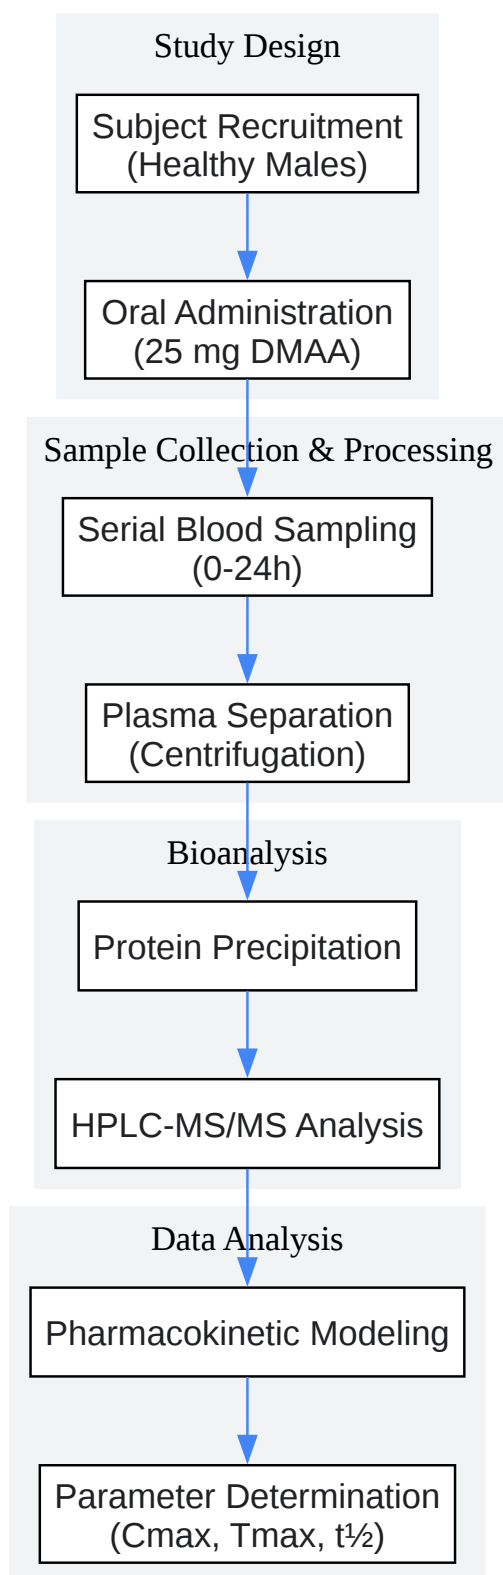 Study Design
Subject Recruitment
(Healthy Males)
Oral Administration
(25 mg DMAA)
Sample Collection & Processing
Serial Blood Sampling
(0-24h)
Plasma Separation
(Centrifugation)
Bioanalysis
Protein Precipitation
HPLC-MS/MS Analysis
Data Analysis
Pharmacokinetic Modeling
Parameter Determination
(Cmax, Tmax, t½)